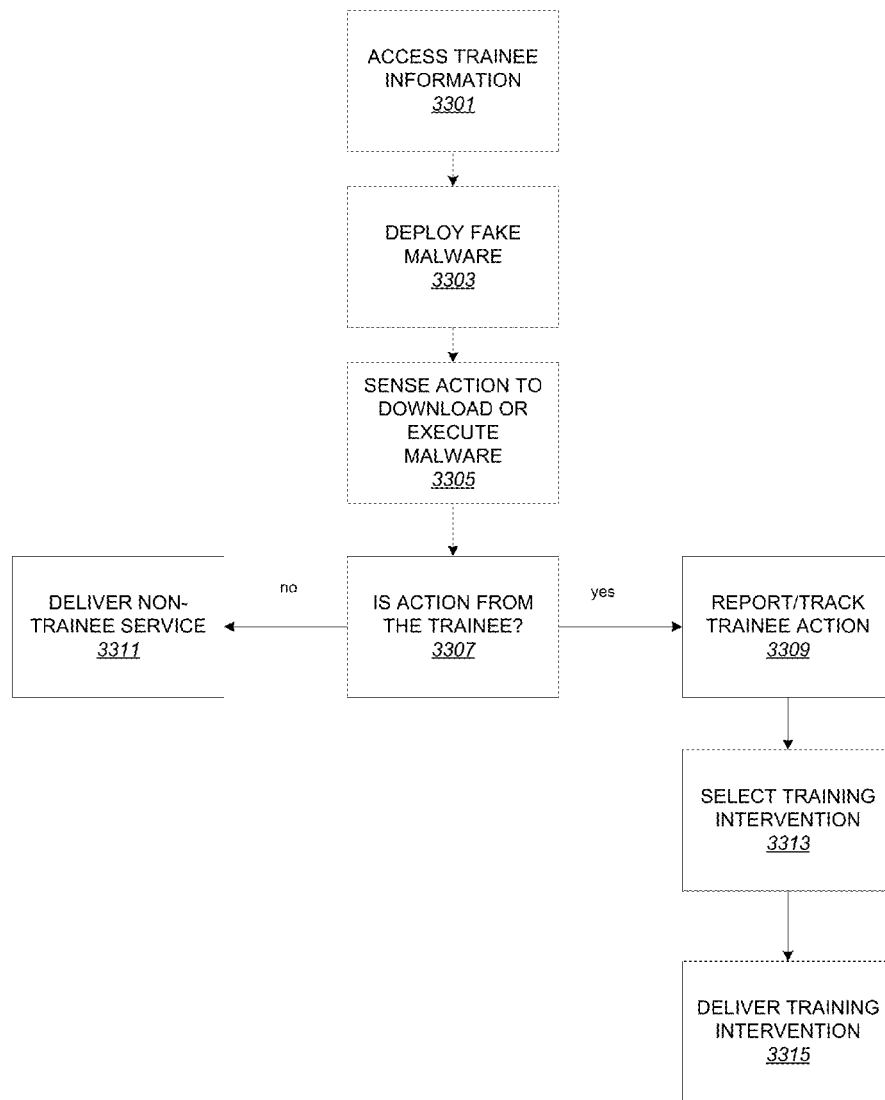 ACCESS TRAINEE
INFORMATION
3301
DEPLOY FAKE
MALWARE
3303
SENSE ACTION TO
DOWNLOAD OR
EXECUTE
MALWARE
3305
DELIVER NON-
TRAINEE SERVICE
3311
no
IS ACTION FROM
THE TRAINEE?
3307
yes
REPORT/TRACK
TRAINEE ACTION
3309
SELECT TRAINING
INTERVENTION
3313
DELIVER TRAINING
INTERVENTION
3315